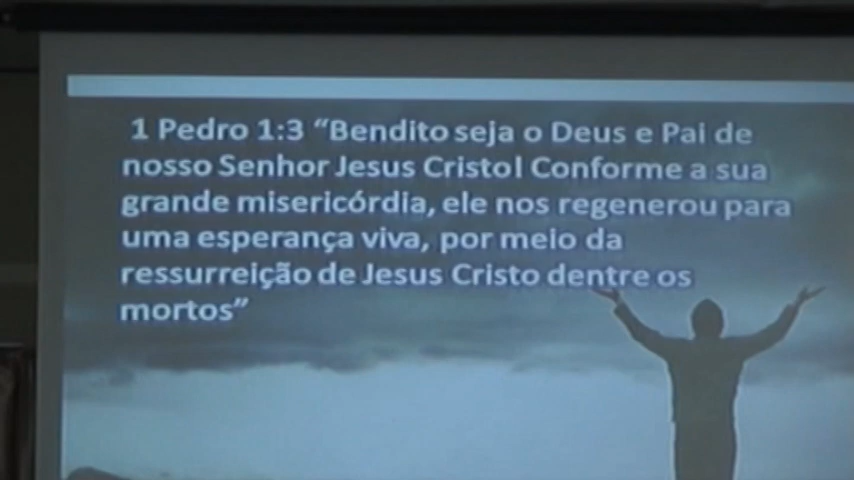 1 Pedro 1:3 “Bendito seja o Deus e Pai de
nosso Senhor Jesus Cristo! Conforme a sua
grande misericórdia, ele nos regenerou para
uma esperança viva, por meio da
ressurreição de Jesus Cristo dentre os
mortos”